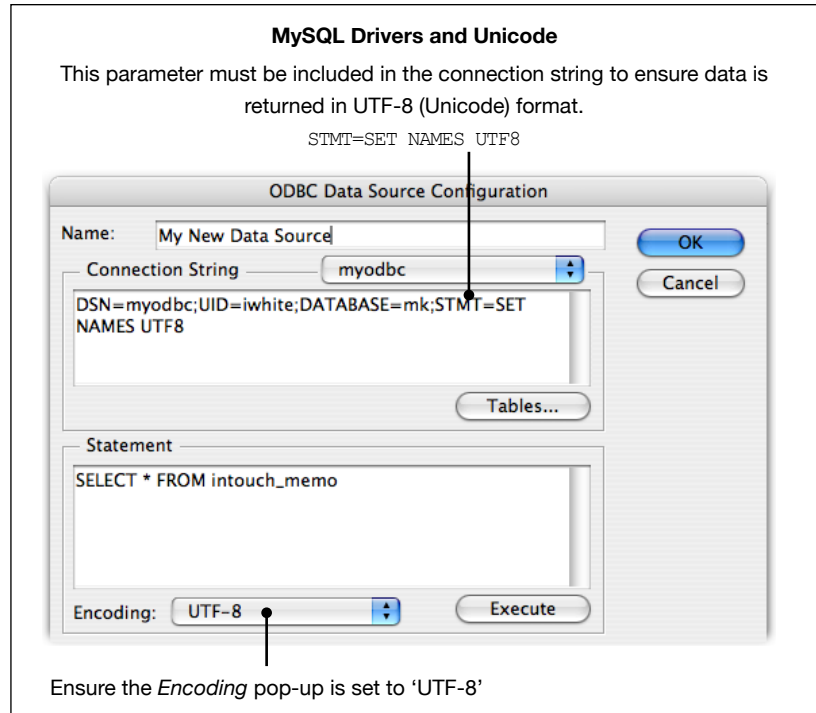 MySQL Drivers and Unicode
This parameter must be included in the connection string to ensure data is
returned in UTF-8 (Unicode) format.
STMT=SET NAMES UTF8
ODBC Data Source Configuration
Name: My New Data Source
OK
Connection String myodbc
Cancel
DSN=myodbc;UID=iwhite;DATABASE=mk;STMT=SET
NAMES UTF8
Tables...
Statement
SELECT * FROM intouch_memo
Encoding: UTF-8 Execute
Ensure the Encoding pop-up is set to ‘UTF-8’